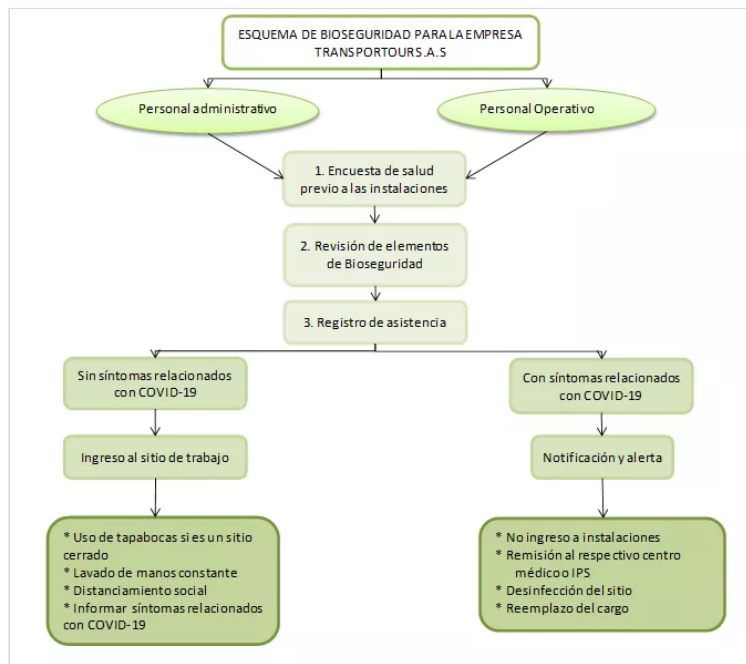 ESQUEMA DE BIOSEGURIDAD PARA LA EMPRESA
TRANSPORTOURS.A.S
Personal administrativo
Personal Operativo
1. Encuesta de salud
previo a las instalaciones
2. Revisión de elementos
de Bioseguridad
3. Registro de asistencia
Sin síntomas relacionados
con COVID-19
Con síntomas relacionados
con COVID-19
Ingreso al sitio de trabajo
Notificación y alerta
* Uso de tapabocas si es un sitio
cerrado
* Lavado de manos constante
* Distanciamiento social
* Informar síntomas relacionados
con COVID-19
* No ingreso a instalaciones
* Remisión al respectivo centro
médico o IPS
* Desinfección del sitio
* Reemplazo del cargo